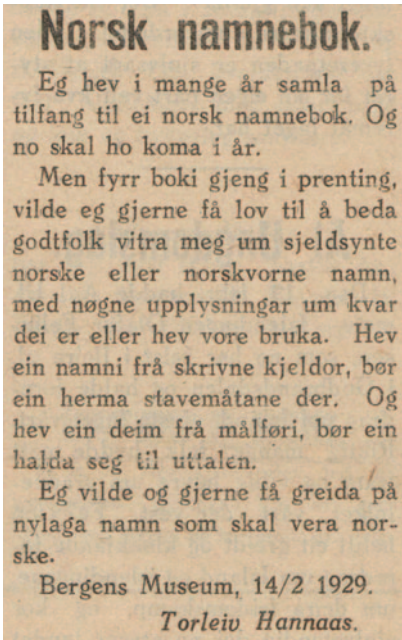 Norsk namnebok.
Eg hev i mange år samla på
tilfang til ei norsk namnebok. Og
no skal ho koma i år.
Men fyrr boki gjeng i prenting,
vilde eg gjerne få lov til å beda
godtfolk vitra meg um sjeldsynte
norske eller norskvorne namn,
med nøgne upplysningar um kvar
dei er eller hev vore bruka. Hev
ein namni frå skrivne kjeldor, bør
ein herma stavemåtane der. Og
hev ein deim frå målføri, bør ein
halda seg til uttalen.
Eg vilde og gjerne få greida på
nylaga namn som skal vera nor-
ske.
Bergens Museum, 14/2 1929.
Torleiv Hannaas.